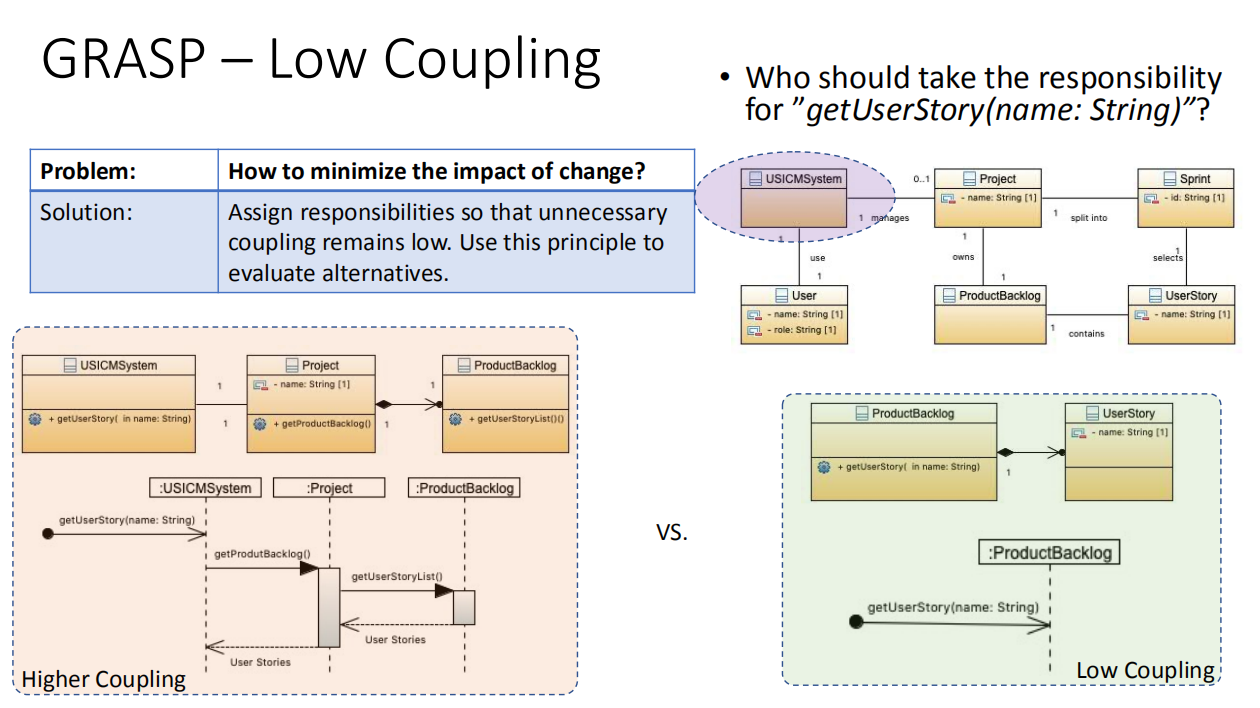 GRASP – Low Coupling
• Who should take the responsibility
for ”getUserStory(name: String)”?
Problem:
How to minimize the impact of change?
Solution:
Assign responsibilities so that unnecessary
coupling remains low. Use this principle to
evaluate alternatives.
USICMSystem
0..1
Project
- name: String [1]
Sprint
- id: String [1]
1
manages
1
split into
1
1
use
1
owns
1
1
selects
User
- name: String [1]
- role: String [1]
ProductBacklog
1
contains
UserStory
- name: String [1]
USICMSystem
+ getUserStory( in name: String)
1
1
Project
- name: String [1]
+ getProductBacklog()
1
1
ProductBacklog
+ getUserStoryList()()
:USICMSystem
:Project
:ProductBacklog
getUserStory(name: String)
getProdutBacklog()
getUserStoryList()
User Stories
User Stories
Higher Coupling
VS.
ProductBacklog
+ getUserStory( in name: String)
1
UserStory
- name: String [1]
:ProductBacklog
getUserStory(name: String)
Low Coupling